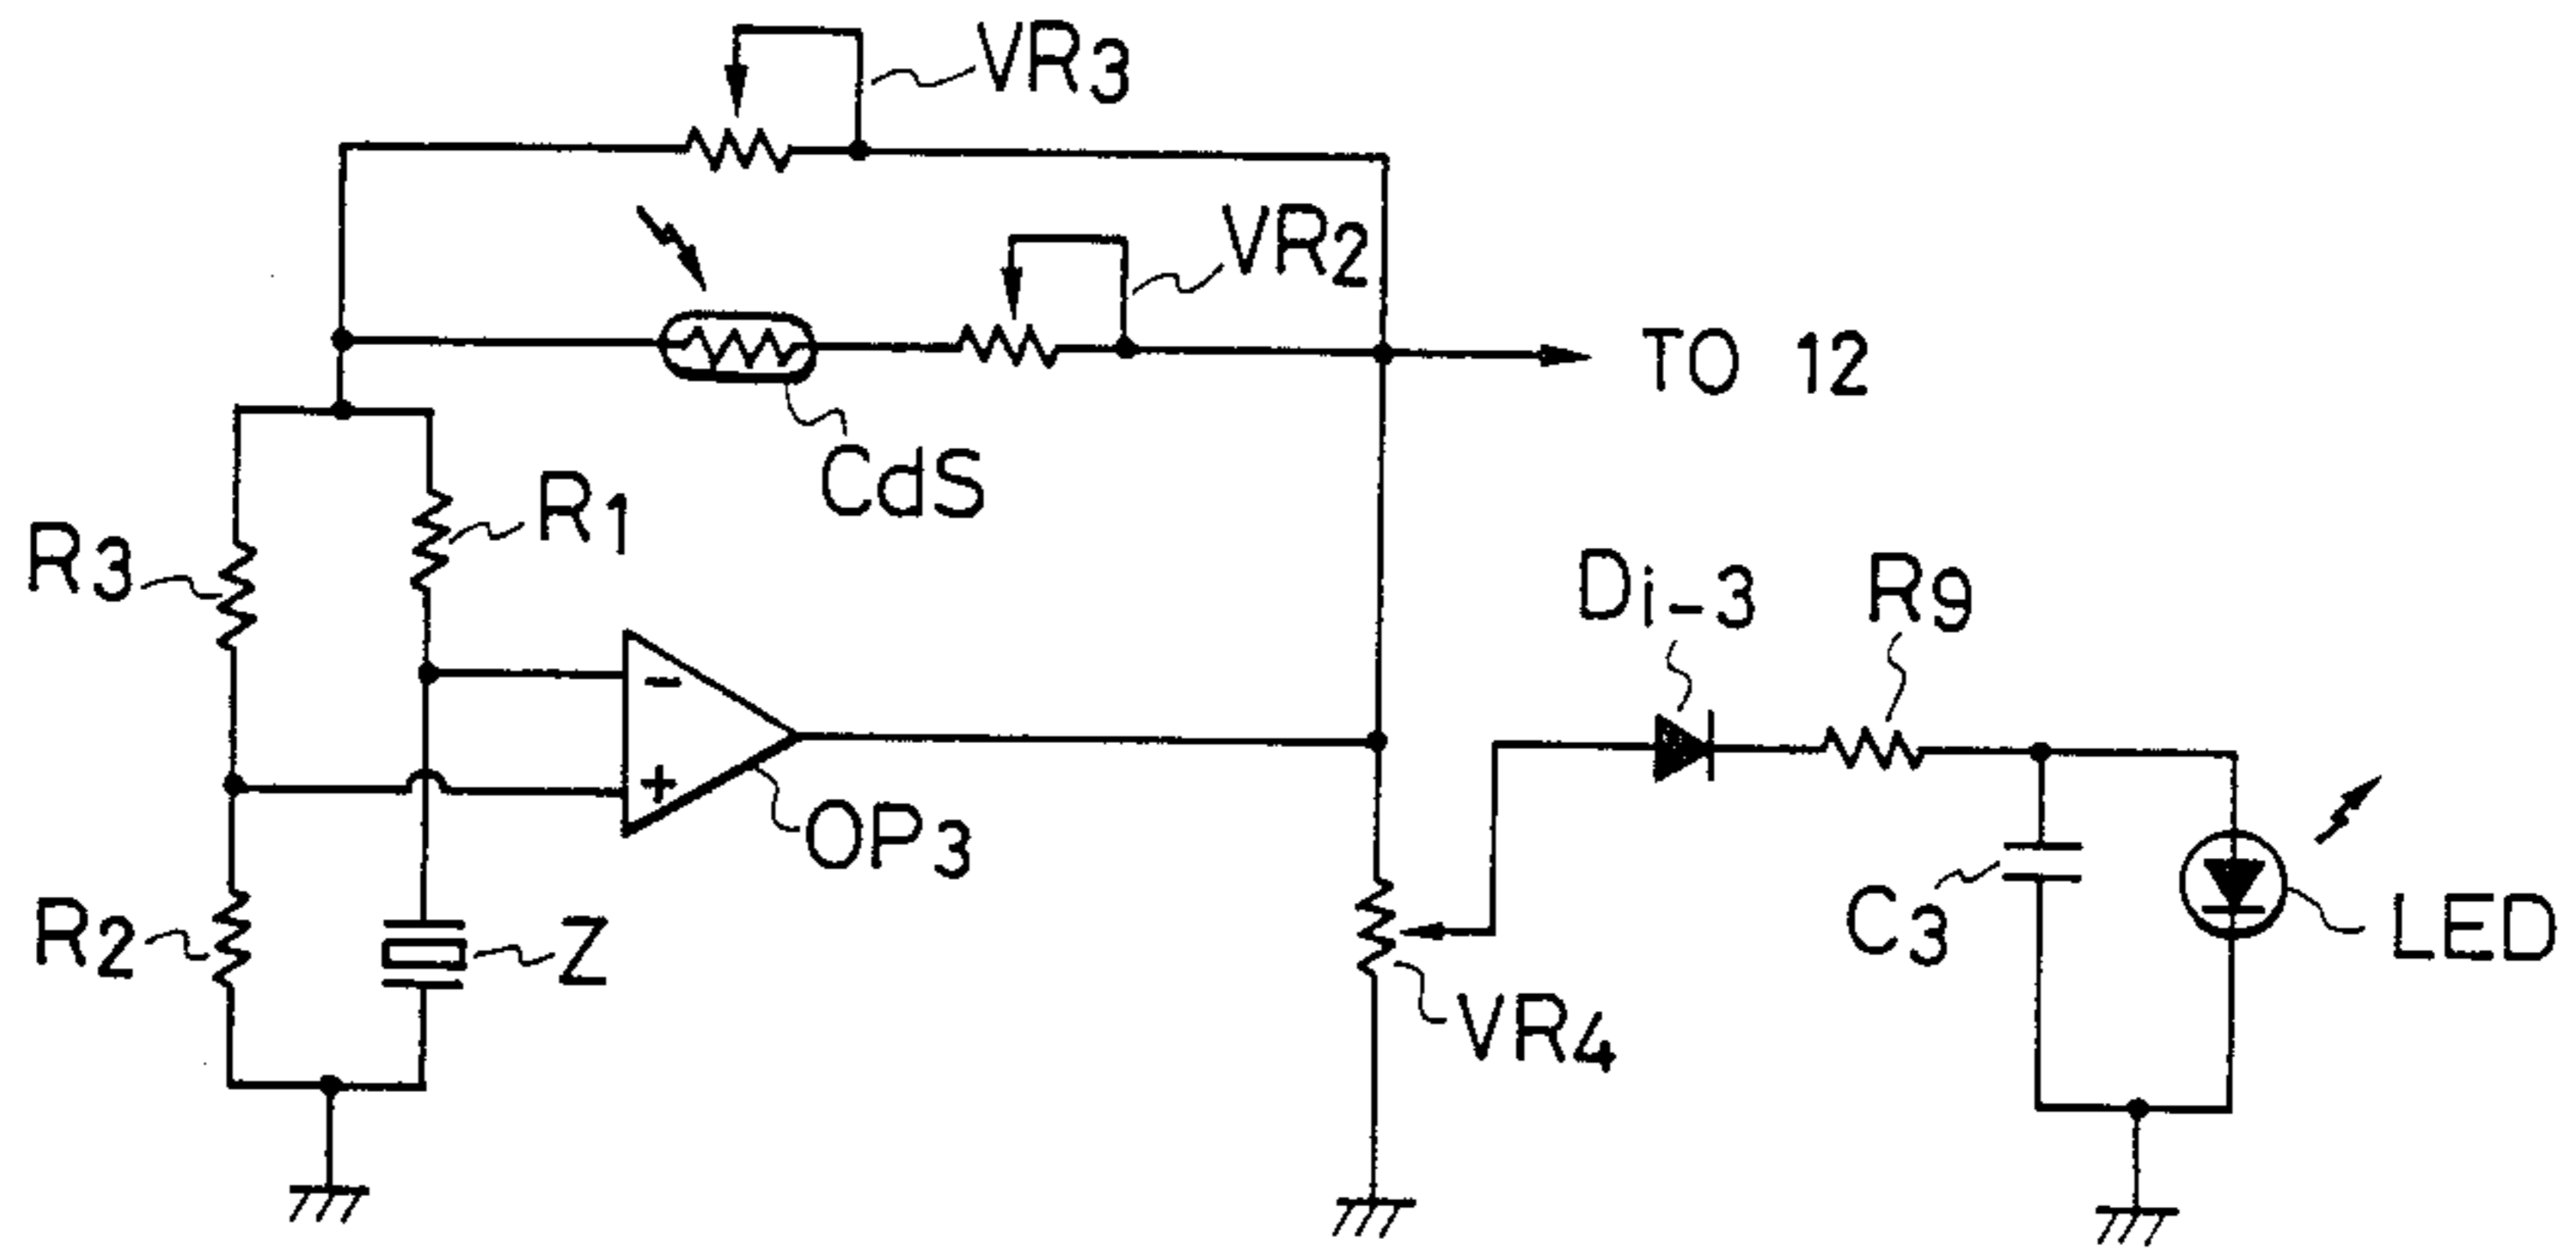 VR3
VR2
TO 12
CdS
R1
R3
Di-3
R9
-
+
OP3
R2
Z
C3
LED
VR4